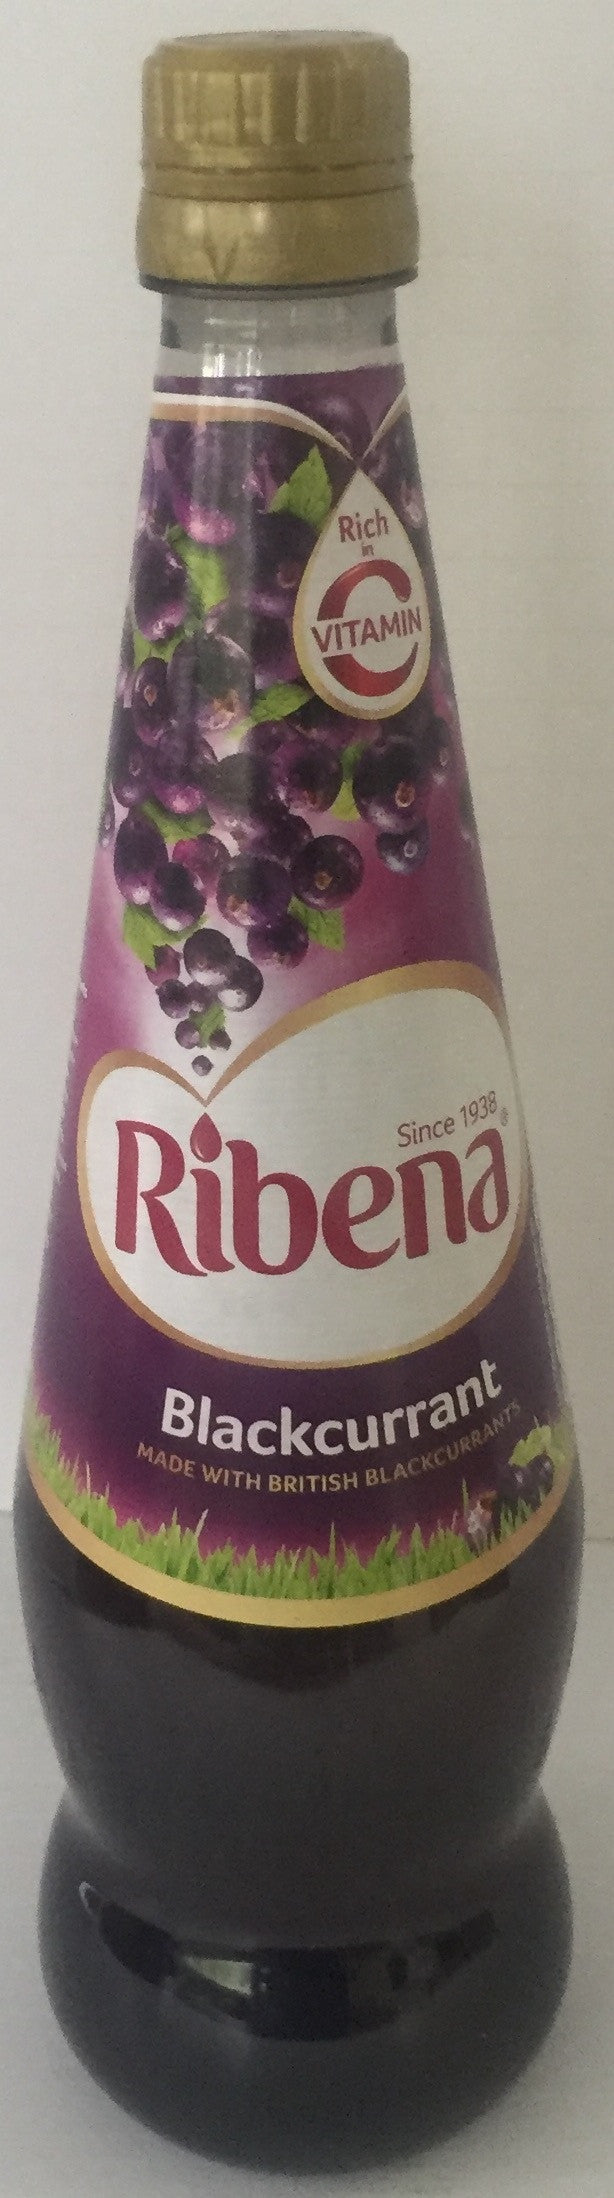 Rich
in
C
VITAMIN
Since 1938
Ribena®
Blackcurrant
MADE WITH BRITISH BLACKCURRANTS